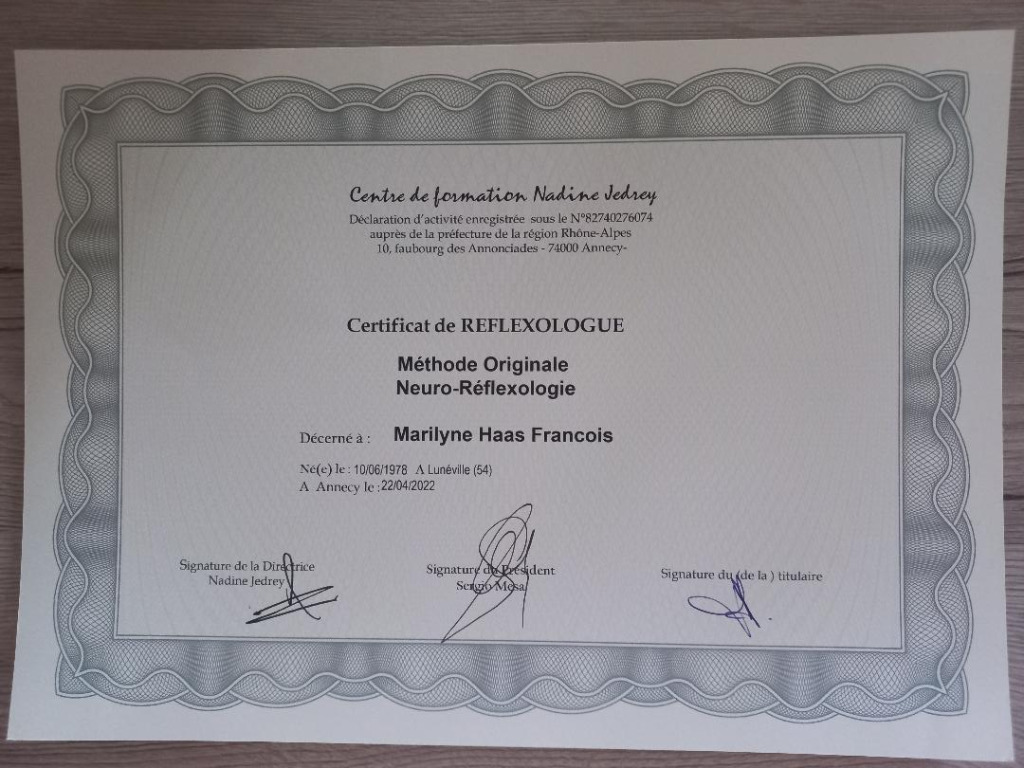 Centre de formation Nadine Jedrey
Déclaration d'activité enregistrée sous le N°82740276074
auprès de la préfecture de la région Rhône-Alpes
10, faubourg des Annonciades - 74000 Annecy-
Certificat de REFLEXOLOGUE
Méthode Originale
Neuro-Réflexologie
Décerné à : Marilyne Haas Francois
Né(e) le : 10/06/1978 A Lunéville (54)
A Annecy le : 22/04/2022
Signature de la Directrice
Nadine Jedrey
Signature du Président
Sergio Mesa
Signature du (de la ) titulaire